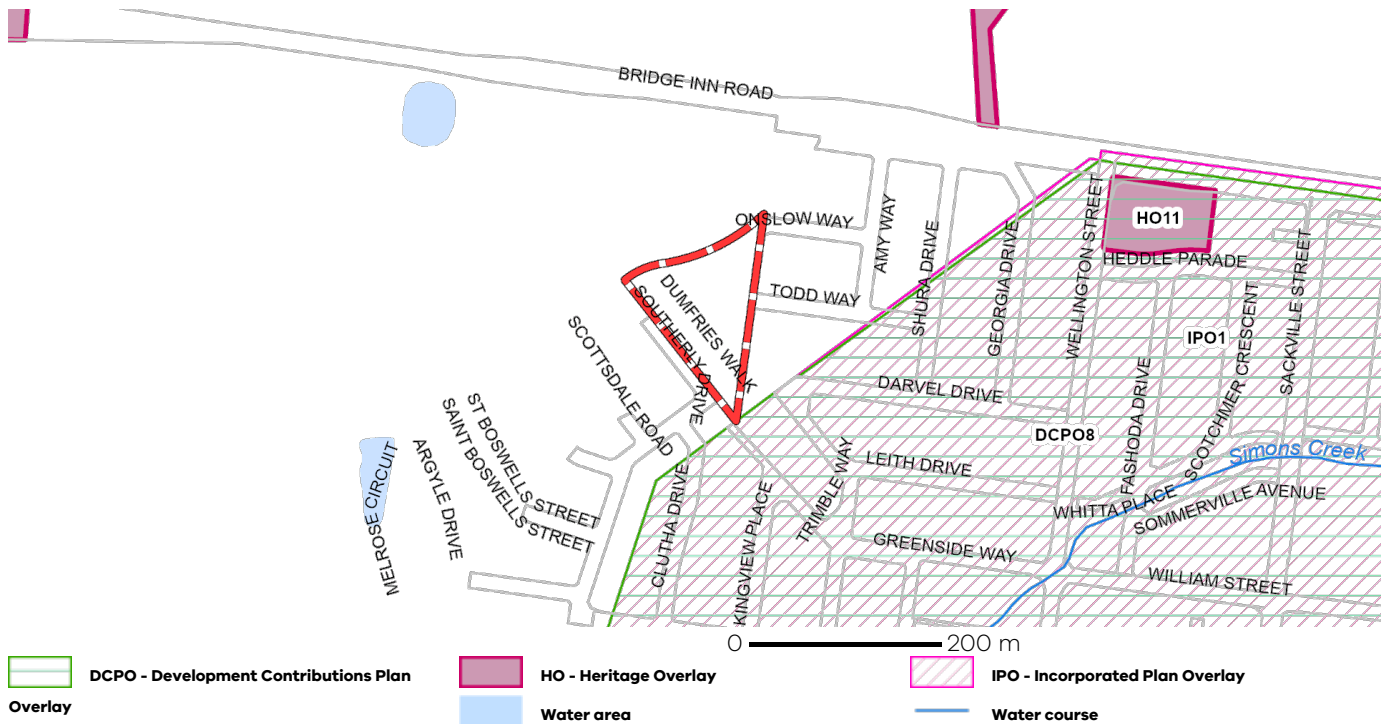 BRIDGE INN ROAD
ONSLOW WAY
AMY WAY
SHURA DRIVE
GEORGIA DRIVE
WELLINGTON STREET
HO11
HEDDLE PARADE
SACKVILLE STREET
TODD WAY
DUMFRIES WALK
SOUTHERLY DRIVE
SCOTTSDALE ROAD
IPO1
SCOTCHMER CRESCENT
FASHODA DRIVE
DARVEL DRIVE
DCPO8
Simons Creek
ST BOSWELLS STREET
SAINT BOSWELLS STREET
ARGYLE DRIVE
MELROSE CIRCUIT
CLUTHA DRIVE
KINGVIEW PLACE
TRIMBLE WAY
LEITH DRIVE
WHITTA PLACE
SOMMERVILLE AVENUE
GREENSIDE WAY
WILLIAM STREET
0 200 m
DCPO - Development Contributions Plan
Overlay
HO - Heritage Overlay
Water area
IPO - Incorporated Plan Overlay
Water course